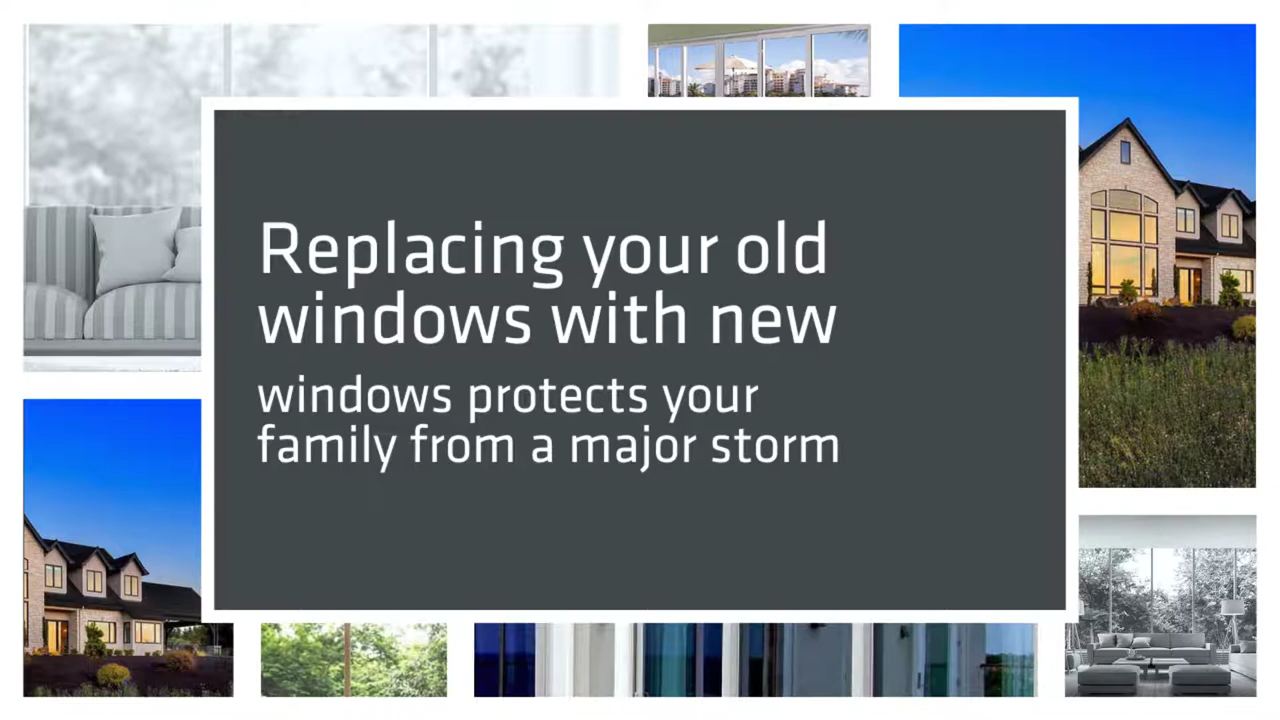 Replacing your old
windows with new
windows protects your
family from a major storm